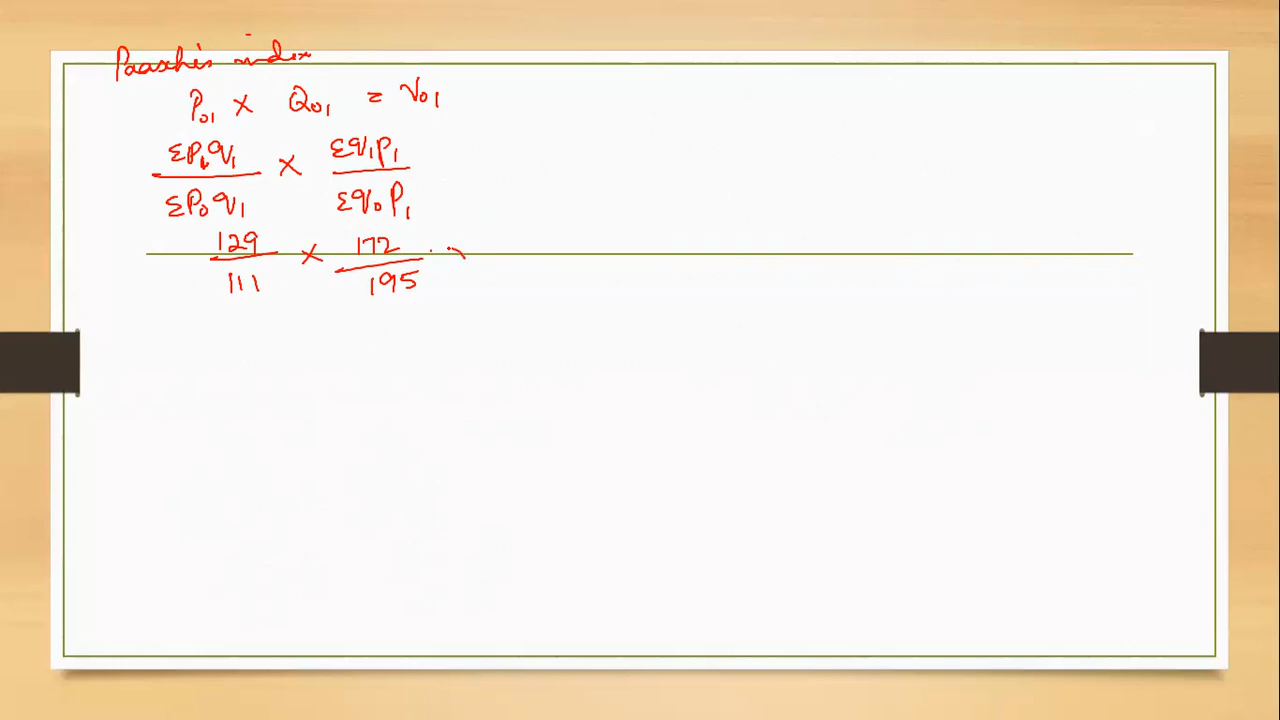 Paasche's index
P₀₁ × Q₀₁ = V₀₁
ΣP₁q₁ / ΣP₀q₁ × Σq₁p₁ / Σq₀P₁
129 / 111 × 172 / 195